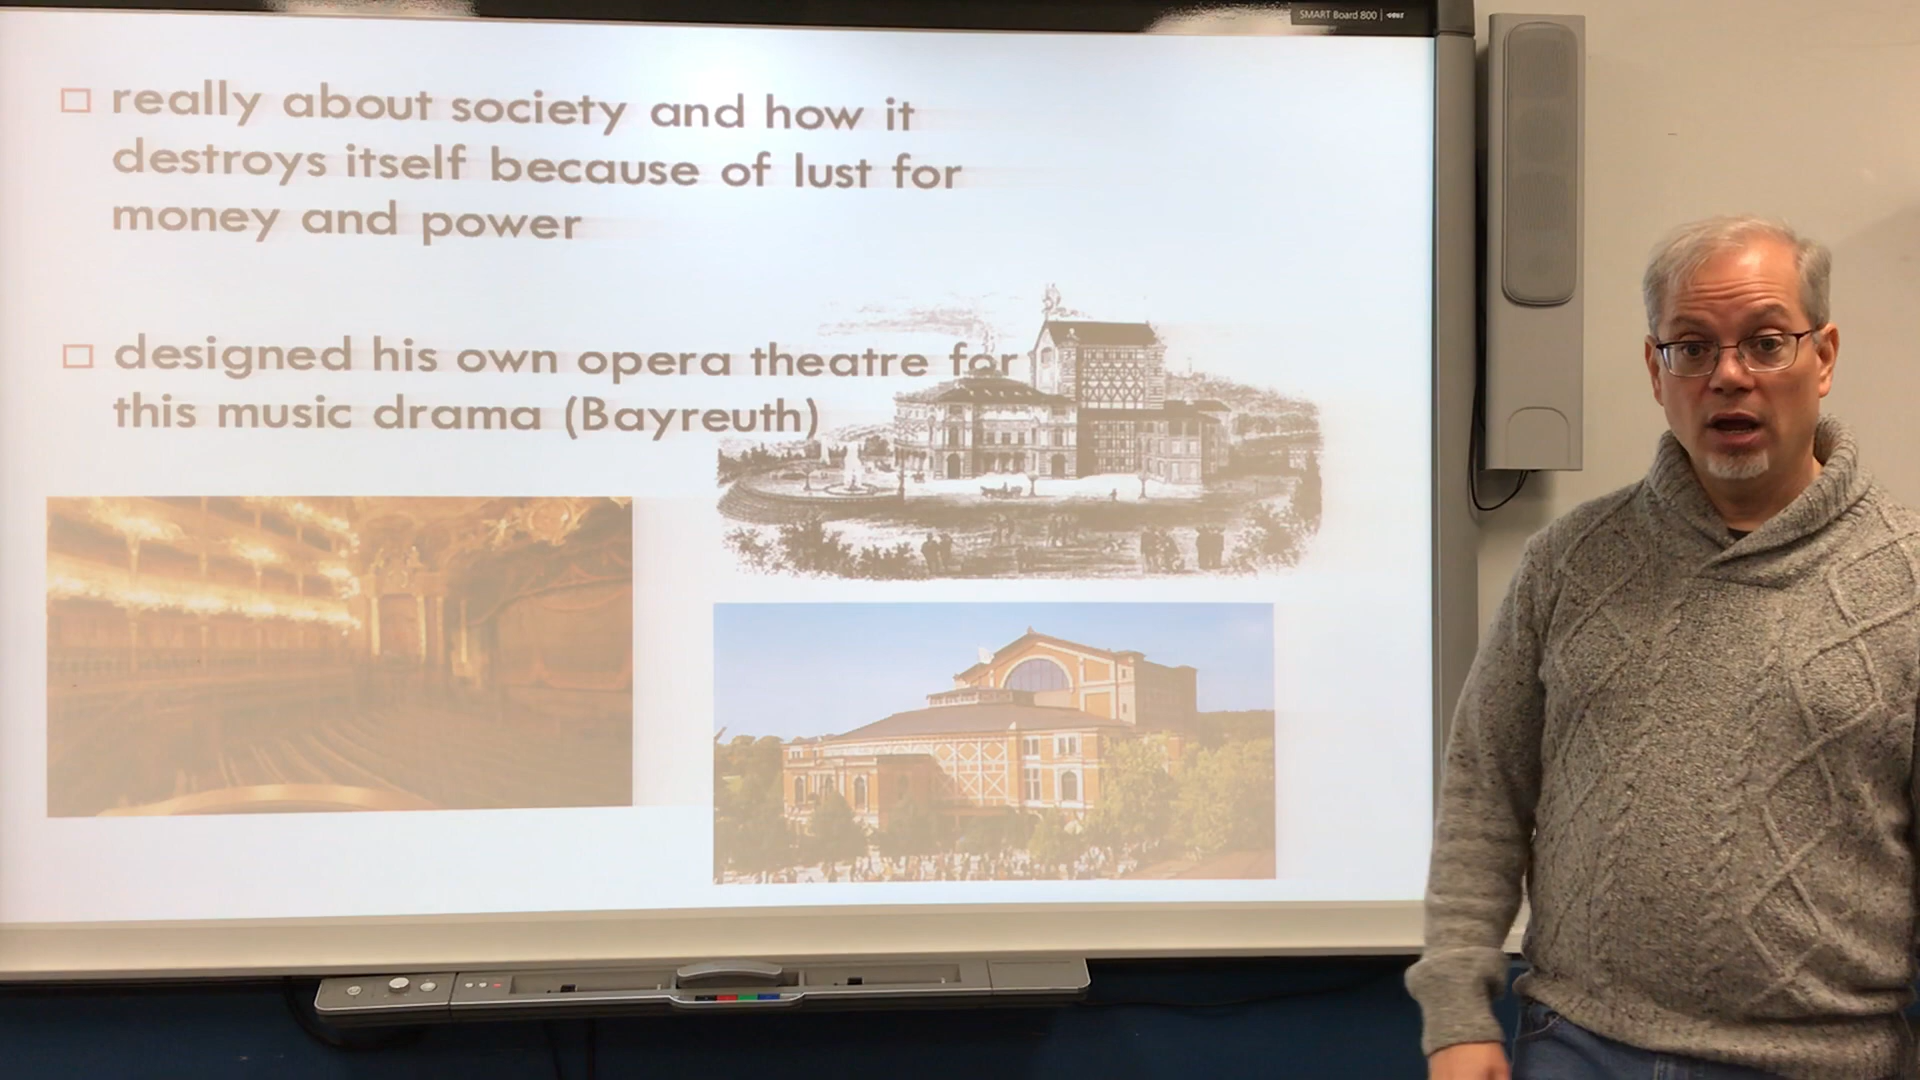 SMART Board 800
really about society and how it
destroys itself because of lust for
money and power
designed his own opera theatre for
this music drama (Bayreuth)